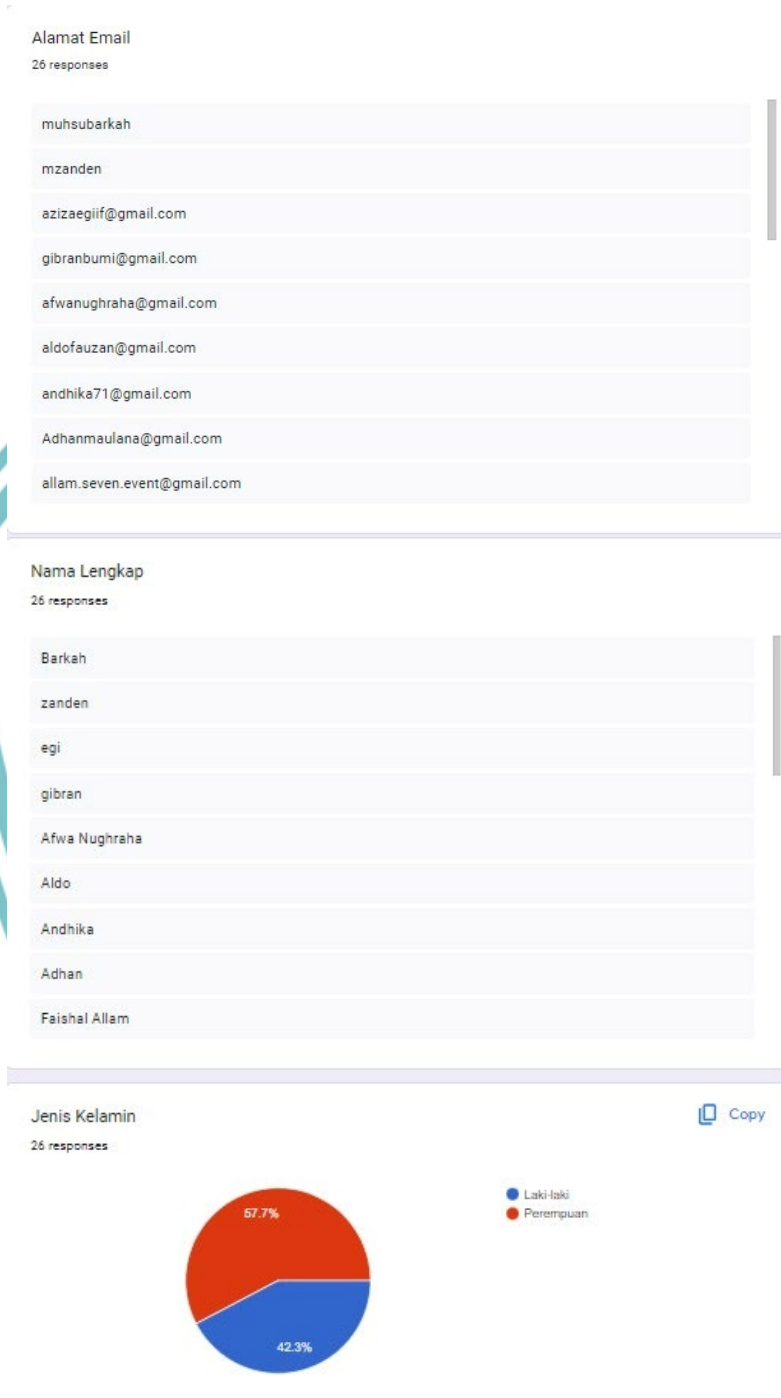 Alamat Email
26 responses
muhsubarkah
mzanden
azizaegiif@gmail.com
gibranbumi@gmail.com
afwanughraha@gmail.com
aldofauzan@gmail.com
andhika71@gmail.com
Adhanmaulana@gmail.com
allam.seven.event@gmail.com
Nama Lengkap
26 responses
Barkah
zanden
egi
gibran
Afwa Nughraha
Aldo
Andhika
Adhan
Faishal Allam
Jenis Kelamin
Copy
26 responses
57.7%
42.3%
Laki-laki
Perempuan